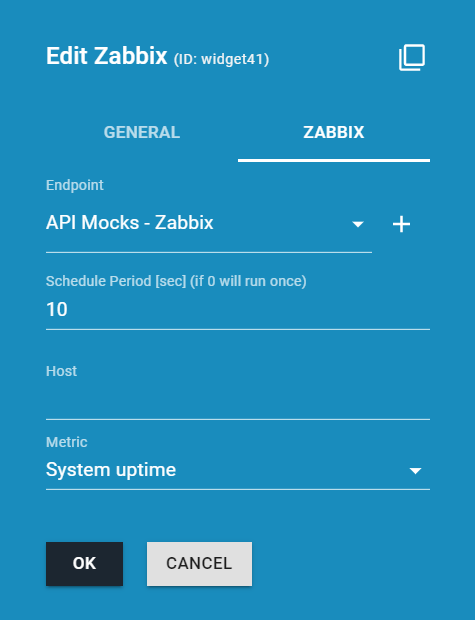 Edit Zabbix (ID: widget41)
GENERAL ZABBIX
Endpoint
API Mocks - Zabbix
Schedule Period [sec] (if 0 will run once)
10
Host
Metric
System uptime
OK CANCEL